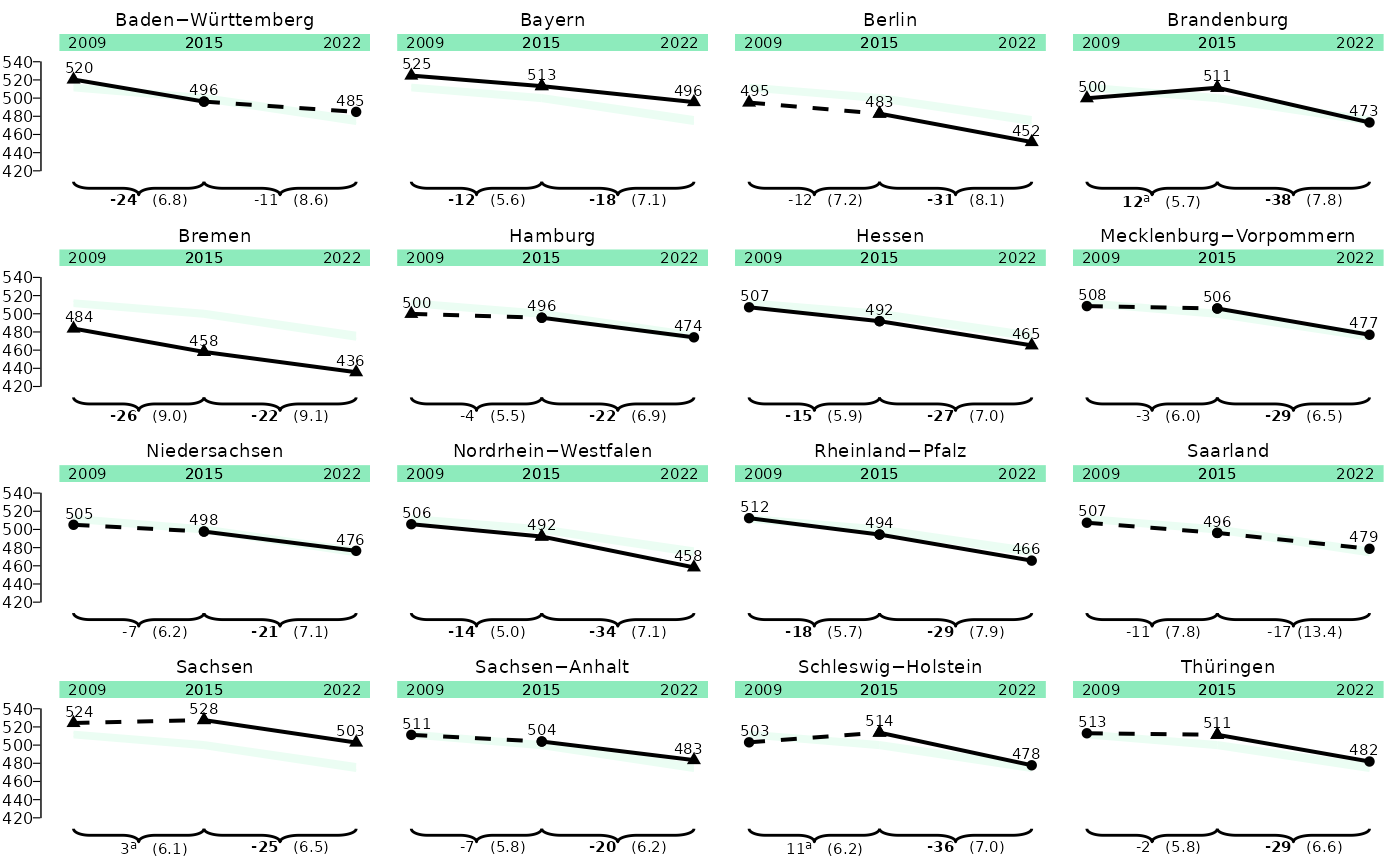 Baden−Württemberg Bayern Berlin Brandenburg
2009 2015 2022 2009 2015 2022 2009 2015 2022 2009 2015 2022
540
520
500
480
460
440
420
520 496 485
525 513 496
495 483 452
500 511 473
-24 (6.8) -11 (8.6) -12 (5.6) -18 (7.1) -12 (7.2) -31 (8.1) 12ª (5.7) -38 (7.8)
Bremen Hamburg Hessen Mecklenburg−Vorpommern
2009 2015 2022 2009 2015 2022 2009 2015 2022 2009 2015 2022
540
520
500
480
460
440
420
484 458 436
500 496 474
507 492 465
508 506 477
-26 (9.0) -22 (9.1) -4 (5.5) -22 (6.9) -15 (5.9) -27 (7.0) -3 (6.0) -29 (6.5)
Niedersachsen Nordrhein−Westfalen Rheinland−Pfalz Saarland
2009 2015 2022 2009 2015 2022 2009 2015 2022 2009 2015 2022
540
520
500
480
460
440
420
505 498 476
506 492 458
512 494 466
507 496 479
-7 (6.2) -21 (7.1) -14 (5.0) -34 (7.1) -18 (5.7) -29 (7.9) -11 (7.8) -17 (13.4)
Sachsen Sachsen−Anhalt Schleswig−Holstein Thüringen
2009 2015 2022 2009 2015 2022 2009 2015 2022 2009 2015 2022
540
520
500
480
460
440
420
524 528 503
511 504 483
503 514 478
513 511 482
3ª (6.1) -25 (6.5) -7 (5.8) -20 (6.2) 11ª (6.2) -36 (7.0) -2 (5.8) -29 (6.6)